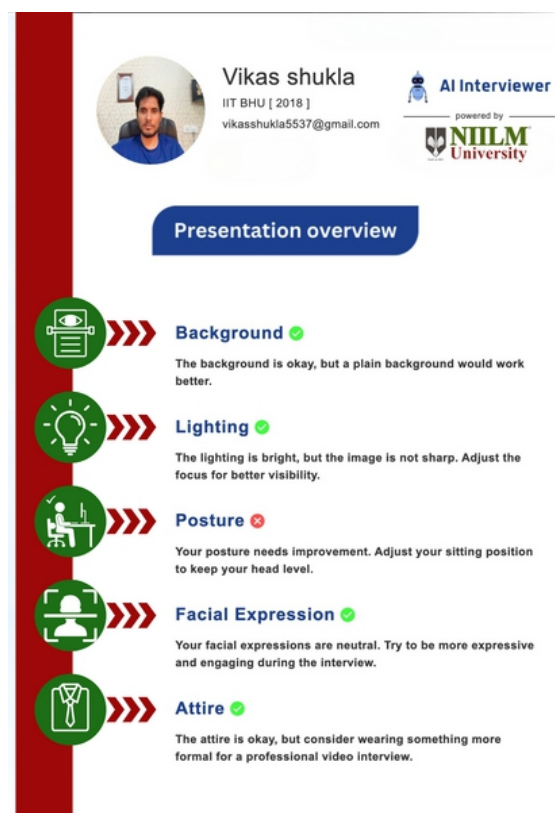 Vikas shukla
IIT BHU [ 2018 ]
vikasshukla5537@gmail.com
AI Interviewer
powered by
NIILM
University
Presentation overview
Background
The background is okay, but a plain background would work
better.
Lighting
The lighting is bright, but the image is not sharp. Adjust the
focus for better visibility.
Posture
Your posture needs improvement. Adjust your sitting position
to keep your head level.
Facial Expression
Your facial expressions are neutral. Try to be more expressive
and engaging during the interview.
Attire
The attire is okay, but consider wearing something more
formal for a professional video interview.